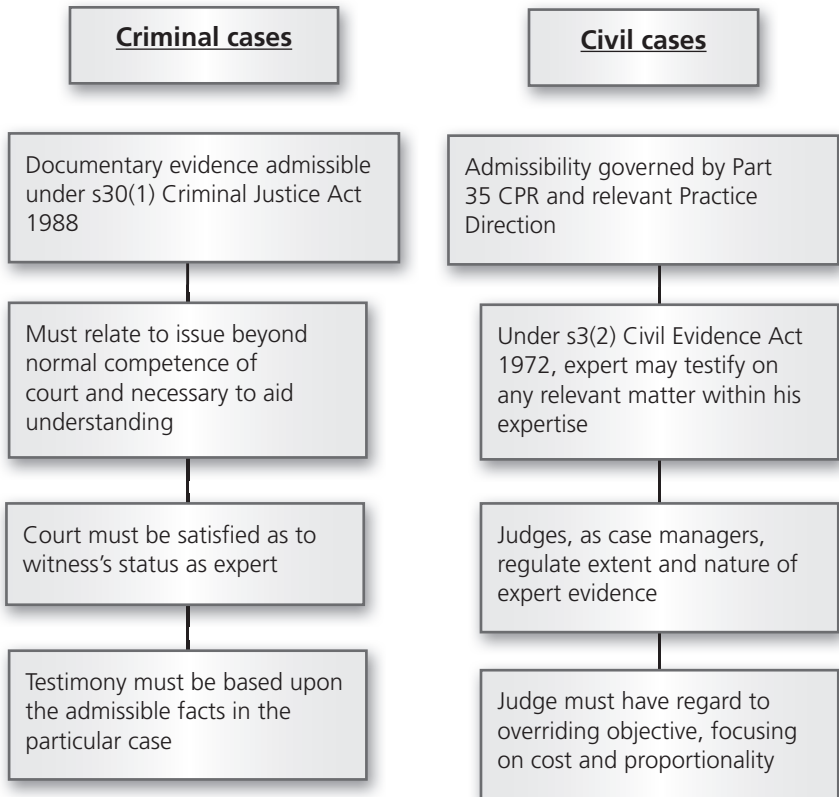 Criminal cases
Documentary evidence admissible
under s30(1) Criminal Justice Act
1988
Must relate to issue beyond
normal competence of
court and necessary to aid
understanding
Court must be satisfied as to
witness’s status as expert
Testimony must be based upon
the admissible facts in the
particular case
Civil cases
Admissibility governed by Part
35 CPR and relevant Practice
Direction
Under s3(2) Civil Evidence Act
1972, expert may testify on
any relevant matter within his
expertise
Judges, as case managers,
regulate extent and nature of
expert evidence
Judge must have regard to
overriding objective, focusing
on cost and proportionality